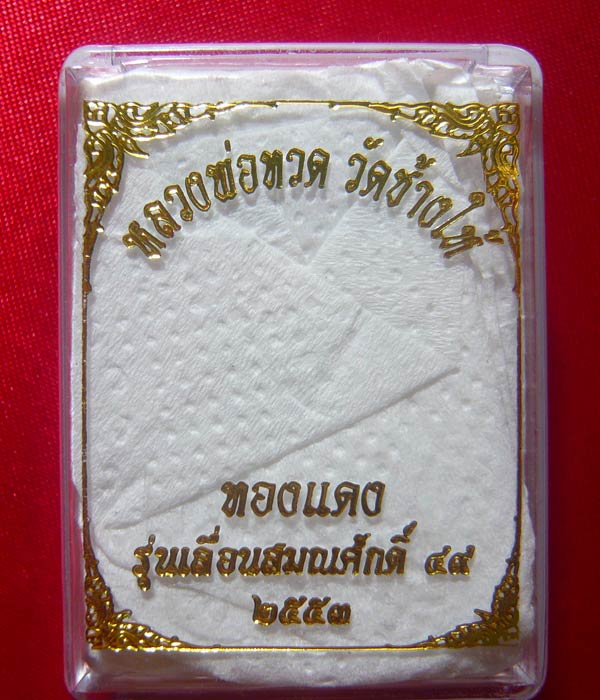 หลวงพ่อทวด วัดช้างให้
ทองแดง
รุ่นเลื่อนสมณศักดิ์ ๔๙
๒๕๕๓